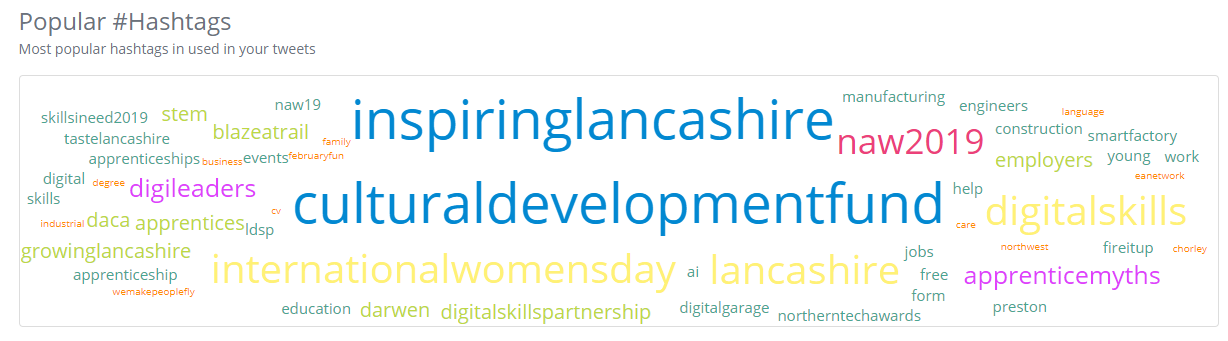 Popular #Hashtags
Most popular hashtags in used in your tweets
skillsineed2019 stem naw19 inspiringlancashire manufacturing engineers language
tastelancashire blazeatrail family naw2019 construction smartfactory
apprenticeships business events februaryfun employers young work
digital degree digileaders culturaldevelopmentfund help eanetwork
skills cv digitalskills
industrial daca apprentices ldsp care
growinglancashire jobs northwest fireitup chorley
apprenticeship internationalwomensday ai lancashire free apprenticemyths
wemakepeoplefly form
education darwen digitalskillspartnership digitalgarage northerntechawards preston